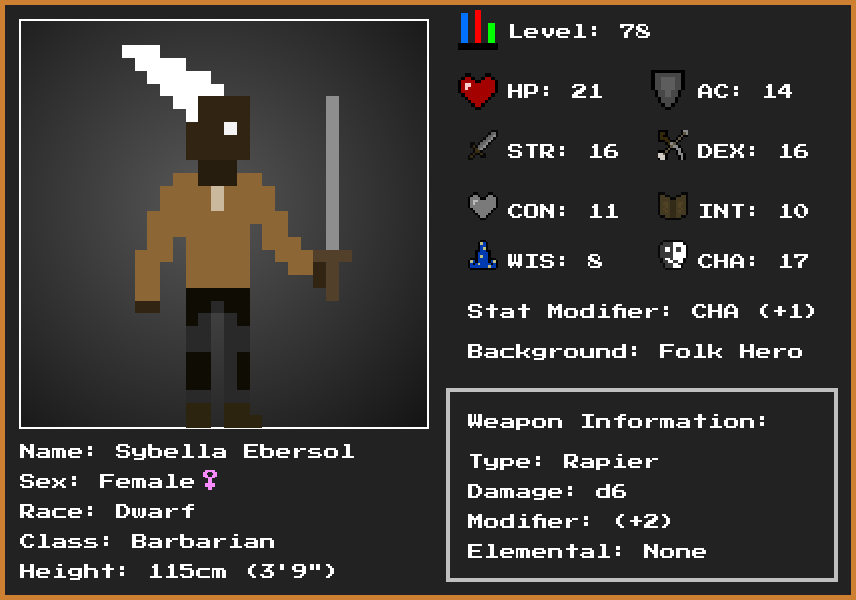 Level: 78
HP: 21 AC: 14
STR: 16 DEX: 16
CON: 11 INT: 10
WIS: 8 CHA: 17
Stat Modifier: CHA (+1)
Background: Folk Hero
Weapon Information:
Type: Rapier
Damage: d6
Modifier: (+2)
Elemental: None
Name: Sybella Ebersol
Sex: Female♀
Race: Dwarf
Class: Barbarian
Height: 115cm (3'9")